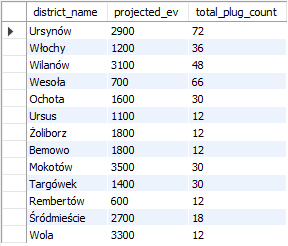 district_name projected_ev total_plug_count
Ursynów 2900 72
Włochy 1200 36
Wilanów 3100 48
Wesoła 700 66
Ochota 1600 30
Ursus 1100 12
Żoliborz 1800 12
Bemowo 1800 12
Mokotów 3500 30
Targówek 1400 30
Rembertów 600 12
Śródmieście 2700 18
Wola 3300 12